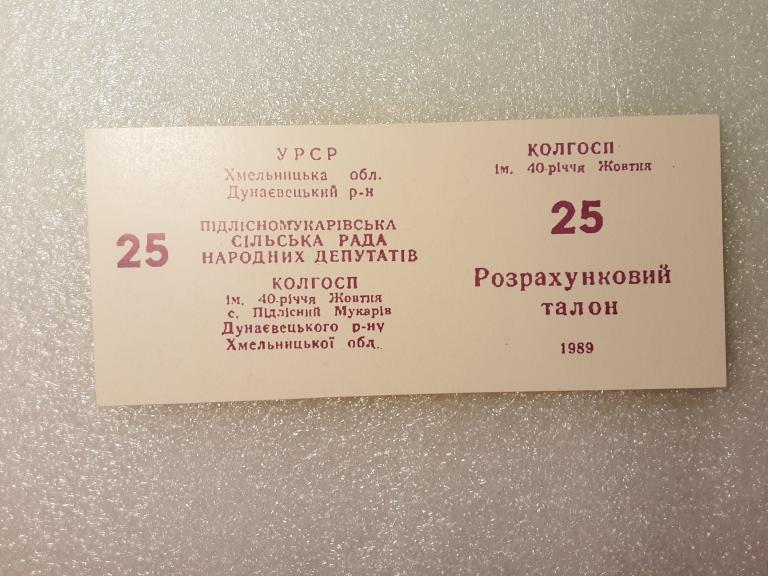 УРСР
Хмельницька обл.
Дунаєвецький р-н
25
ПІДЛІСНОМУКАРІВСЬКА
СІЛЬСЬКА РАДА
НАРОДНИХ ДЕПУТАТІВ
КОЛГОСП
ім. 40-річчя Жовтня
с. Підлісний Мукарів
Дунаєвецького р-ну
Хмельницької обл.
КОЛГОСП
ім. 40-річчя Жовтня
25
Розрахунковий
талон
1989